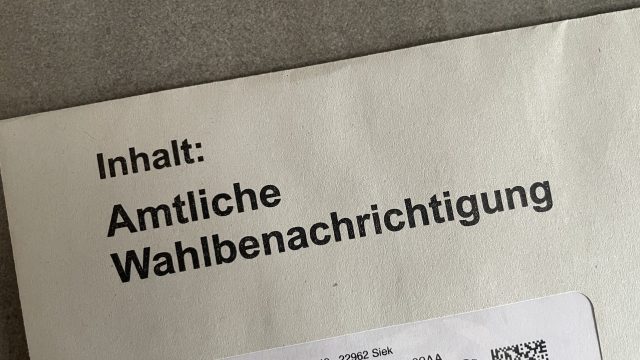 Inhalt:
Amtliche
Wahlbenachrichtigung
22962 Siek